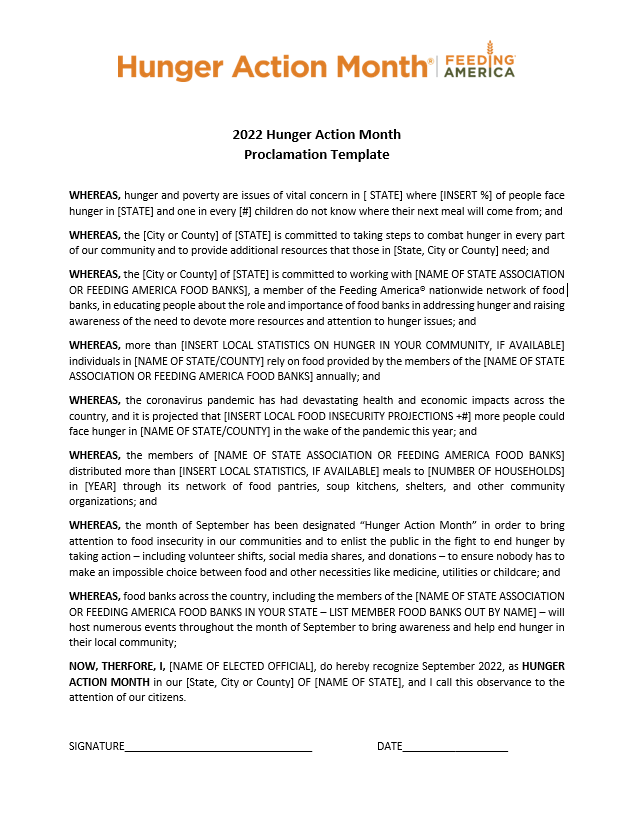 Hunger Action Month® | FEEDING AMERICA®
2022 Hunger Action Month
Proclamation Template
WHEREAS, hunger and poverty are issues of vital concern in [ STATE] where [INSERT %] of people face
hunger in [STATE] and one in every [#] children do not know where their next meal will come from; and
WHEREAS, the [City or County] of [STATE] is committed to taking steps to combat hunger in every part
of our community and to provide additional resources that those in [State, City or County] need; and
WHEREAS, the [City or County] of [STATE] is committed to working with [NAME OF STATE ASSOCIATION
OR FEEDING AMERICA FOOD BANKS], a member of the Feeding America® nationwide network of food
banks, in educating people about the role and importance of food banks in addressing hunger and raising
awareness of the need to devote more resources and attention to hunger issues; and
WHEREAS, more than [INSERT LOCAL STATISTICS ON HUNGER IN YOUR COMMUNITY, IF AVAILABLE]
individuals in [NAME OF STATE/COUNTY] rely on food provided by the members of the [NAME OF STATE
ASSOCIATION OR FEEDING AMERICA FOOD BANKS] annually; and
WHEREAS, the coronavirus pandemic has had devastating health and economic impacts across the
country, and it is projected that [INSERT LOCAL FOOD INSECURITY PROJECTIONS +#] more people could
face hunger in [NAME OF STATE/COUNTY] in the wake of the pandemic this year; and
WHEREAS, the members of [NAME OF STATE ASSOCIATION OR FEEDING AMERICA FOOD BANKS]
distributed more than [INSERT LOCAL STATISTICS, IF AVAILABLE] meals to [NUMBER OF HOUSEHOLDS]
in [YEAR] through its network of food pantries, soup kitchens, shelters, and other community
organizations; and
WHEREAS, the month of September has been designated “Hunger Action Month” in order to bring
attention to food insecurity in our communities and to enlist the public in the fight to end hunger by
taking action – including volunteer shifts, social media shares, and donations – to ensure nobody has to
make an impossible choice between food and other necessities like medicine, utilities or childcare; and
WHEREAS, food banks across the country, including the members of the [NAME OF STATE ASSOCIATION
OR FEEDING AMERICA FOOD BANKS IN YOUR STATE – LIST MEMBER FOOD BANKS OUT BY NAME] – will
host numerous events throughout the month of September to bring awareness and help end hunger in
their local community;
NOW, THERFORE, I, [NAME OF ELECTED OFFICIAL], do hereby recognize September 2022, as HUNGER
ACTION MONTH in our [State, City or County] OF [NAME OF STATE], and I call this observance to the
attention of our citizens.
SIGNATURE________________________________ DATE__________________